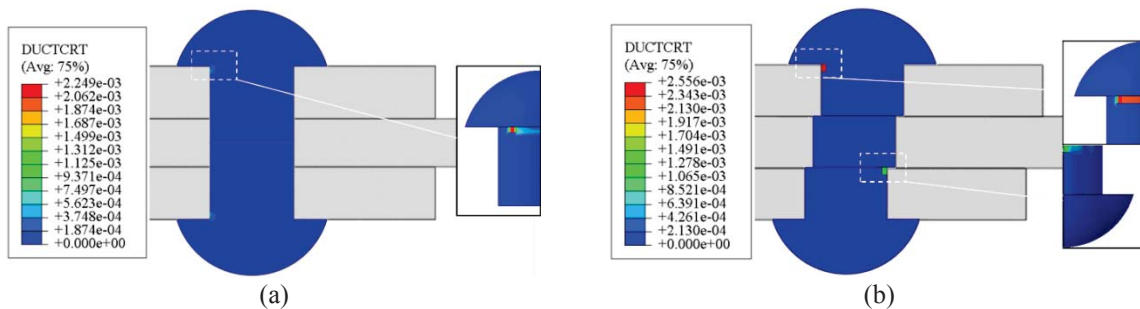 DUCTCRT
(Avg: 75%)
+2.249e-03
+2.062e-03
+1.874e-03
+1.687e-03
+1.499e-03
+1.312e-03
+1.125e-03
+9.371e-04
+7.497e-04
+5.623e-04
+3.748e-04
+1.874e-04
+0.000e+00
(a)
DUCTCRT
(Avg: 75%)
+2.556e-03
+2.343e-03
+2.130e-03
+1.917e-03
+1.704e-03
+1.491e-03
+1.278e-03
+1.065e-03
+8.521e-04
+6.391e-04
+4.261e-04
+2.130e-04
+0.000e+00
(b)